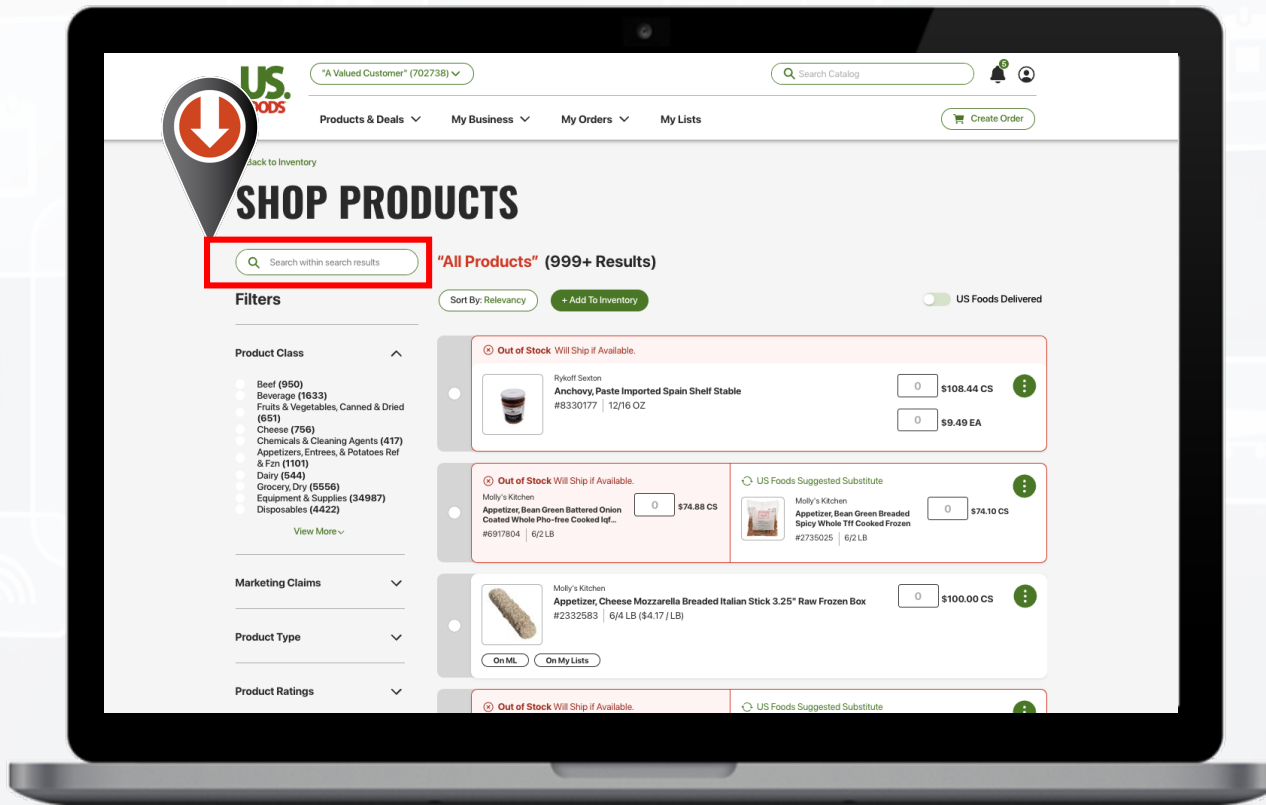 US.
"A Valued Customer" (702738)
Search Catalog
5
Products & Deals
My Business
My Orders
My Lists
Create Order
Back to Inventory
SHOP PRODUCTS
Search within search results
"All Products" (999+ Results)
Filters
Sort By: Relevancy
+ Add To Inventory
US Foods Delivered
Product Class
Beef (950)
Beverage (1633)
Fruits & Vegetables, Canned & Dried
(651)
Cheese (756)
Chemicals & Cleaning Agents (417)
Appetizers, Entrees, & Potatoes Ref
& Fzn (1101)
Dairy (544)
Grocery, Dry (5556)
Equipment & Supplies (34987)
Disposables (4422)
View More
Marketing Claims
Product Type
Product Ratings
Out of Stock Will Ship if Available.
Rykoff Sexton
Anchovy, Paste Imported Spain Shelf Stable
#8330177 | 12/16 OZ
0 $108.44 CS
0 $9.49 EA
Out of Stock Will Ship if Available.
Molly's Kitchen
Appetizer, Bean Green Battered Onion
Coated Whole Pho-free Cooked Iqf...
#6917804 | 6/2 LB
0 $74.88 CS
US Foods Suggested Substitute
Molly's Kitchen
Appetizer, Bean Green Breaded
Spicy Whole Tff Cooked Frozen
#2735025 | 6/2 LB
0 $74.10 CS
Molly's Kitchen
Appetizer, Cheese Mozzarella Breaded Italian Stick 3.25" Raw Frozen Box
#2332583 | 6/4 LB ($4.17 / LB)
0 $100.00 CS
On ML
On My Lists
Out of Stock Will Ship if Available.
US Foods Suggested Substitute